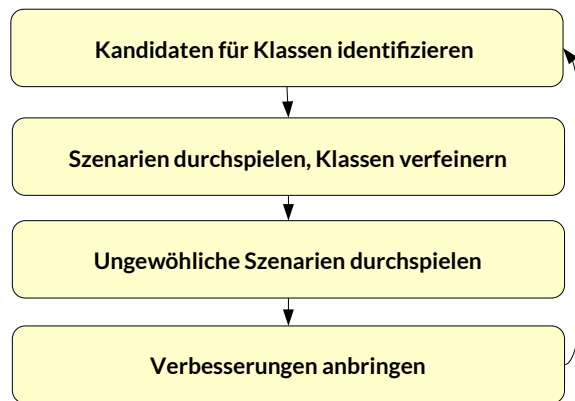 Kandidaten für Klassen identifizieren
Szenarien durchspielen, Klassen verfeinern
Ungewöhliche Szenarien durchspielen
Verbesserungen anbringen